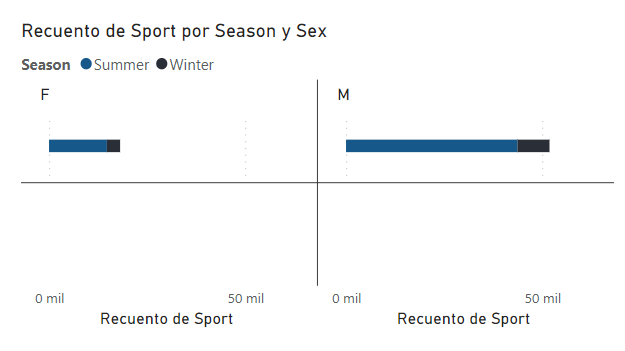 Recuento de Sport por Season y Sex
Season Summer Winter
F M
0 mil 50 mil 0 mil 50 mil
Recuento de Sport Recuento de Sport